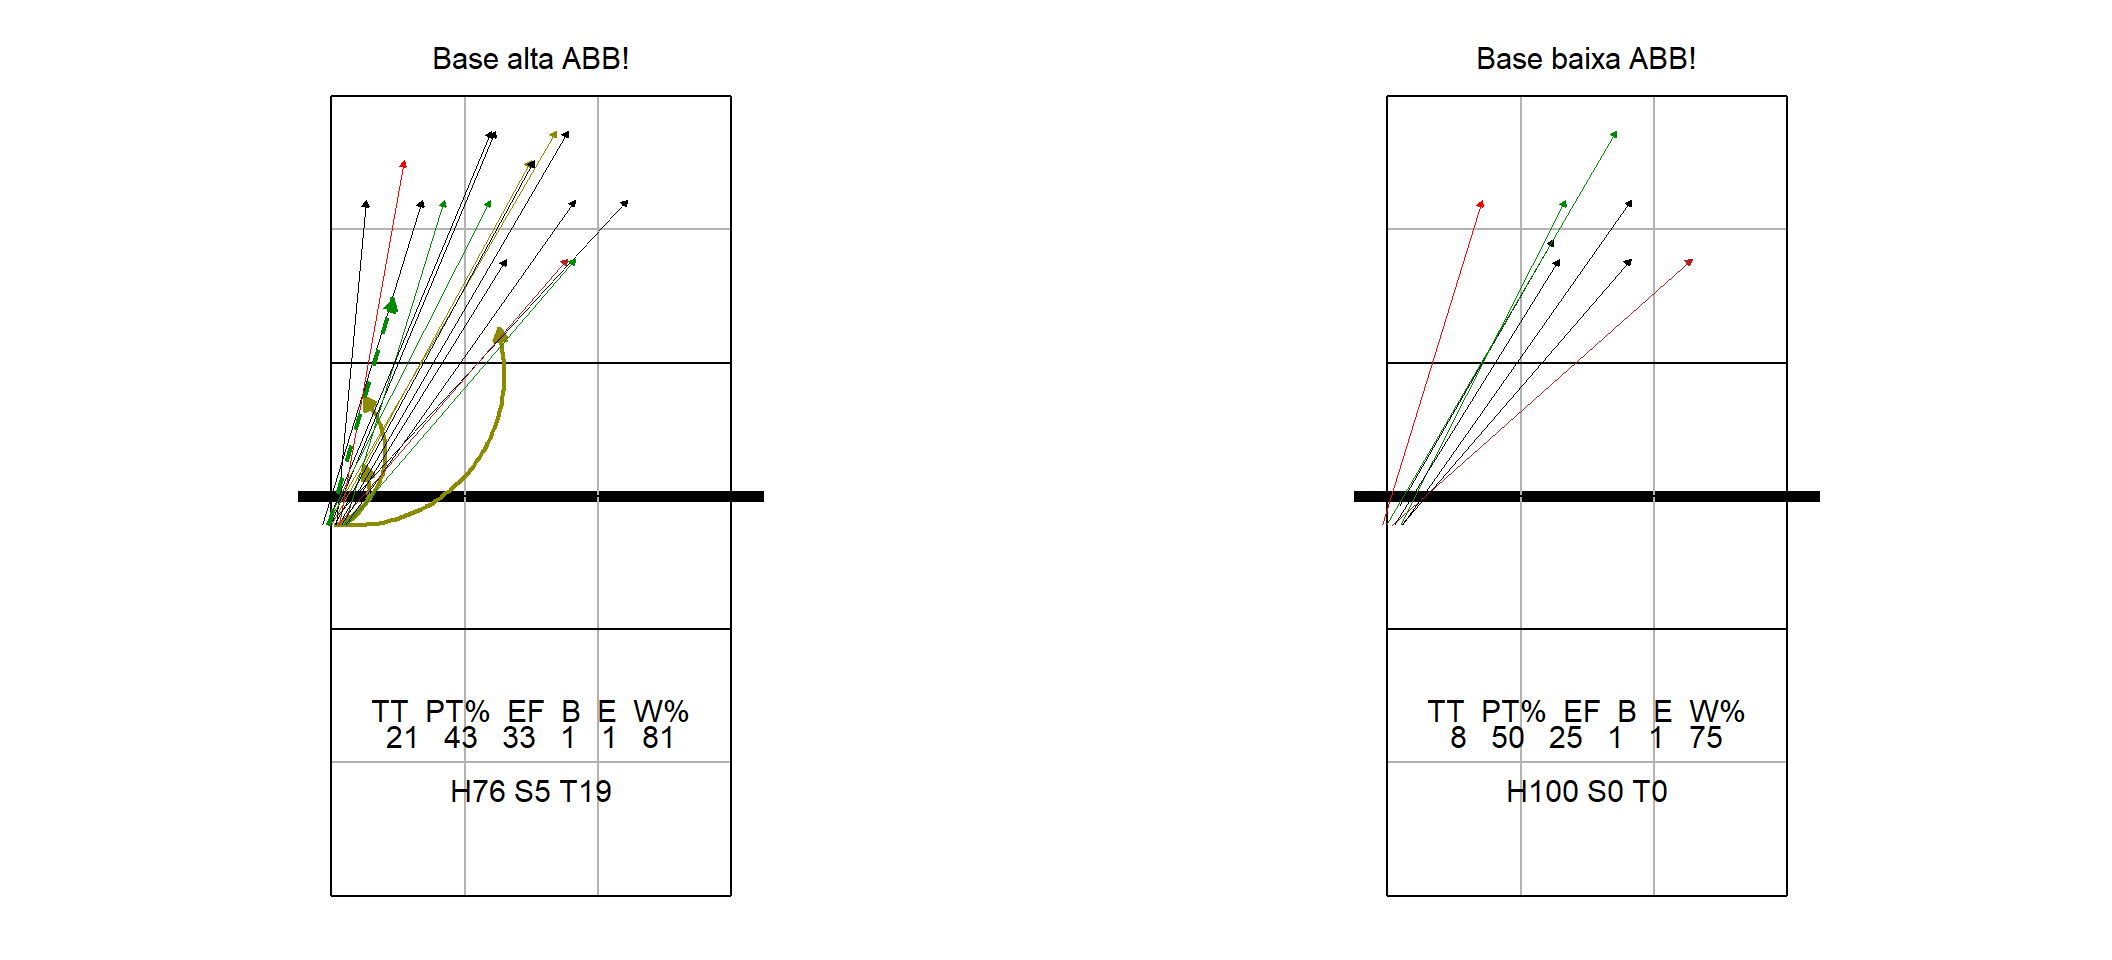 Base alta ABB!
TT PT% EF B E W%
21 43 33 1 1 81
H76 S5 T19
Base baixa ABB!
TT PT% EF B E W%
8 50 25 1 1 75
H100 S0 T0